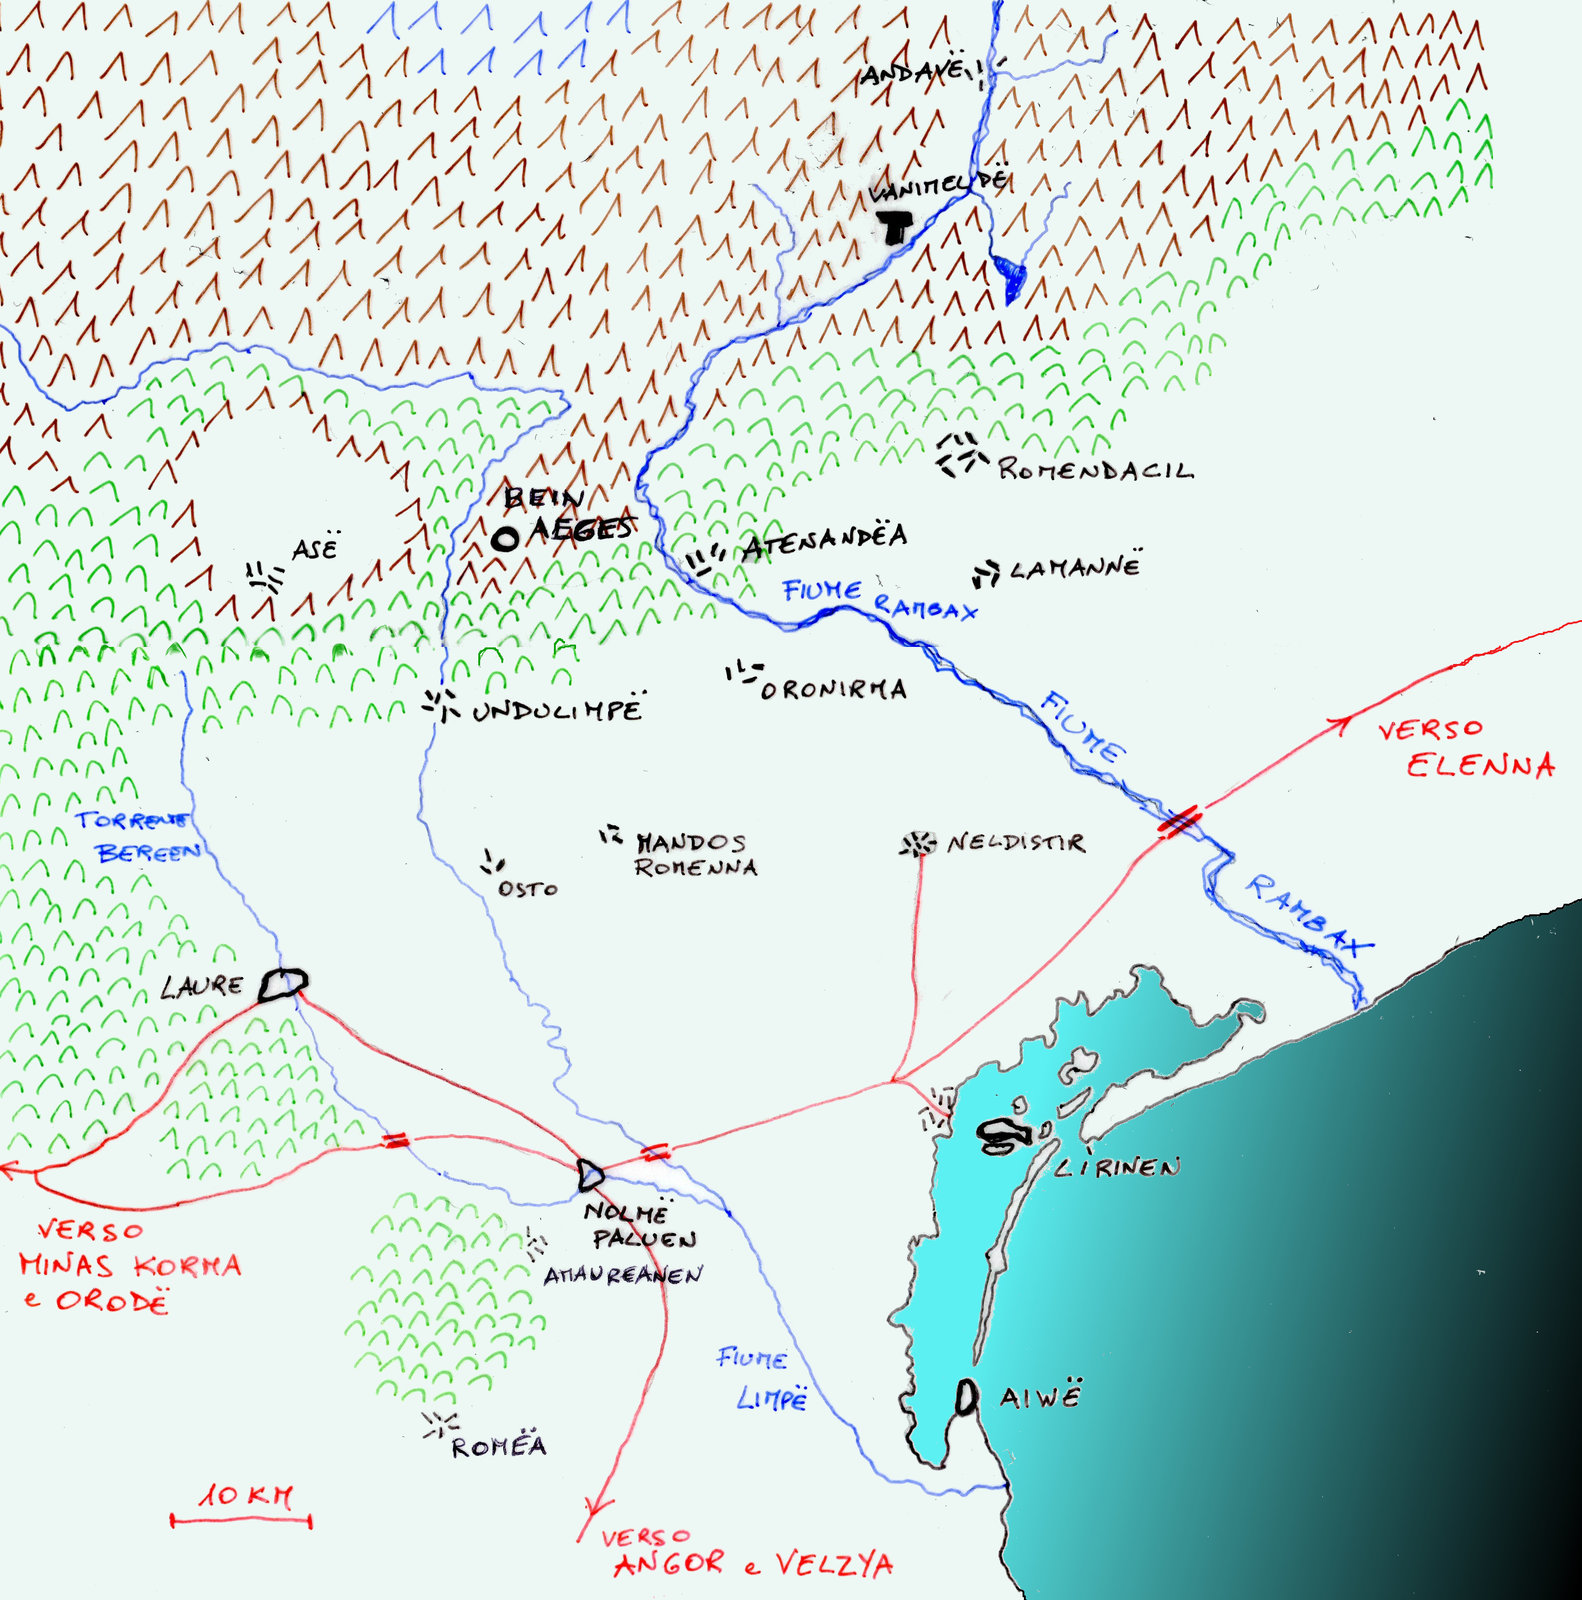 ANDAVË
VANIMELDË
ROMENDACIL
BEIN
AEGES
ASË
ATENANDËA
LAMANNË
FIUME
RAMBAX
ORONIRMA
UNDULIMPË
FIUME
RAMBAX
VERSO
ELENNA
TORRENTE
BEREEN
MANDOS
ROMENNA
NELDISTIR
OSTO
LAURE
LÌRINEN
NOLMË
PALUEN
AMAUREANEN
VERSO
MINAS KORMA
e ORODË
FIUME
LIMPË
AIWË
ROMËA
10 KM
VERSO
ANGOR e VELZYA